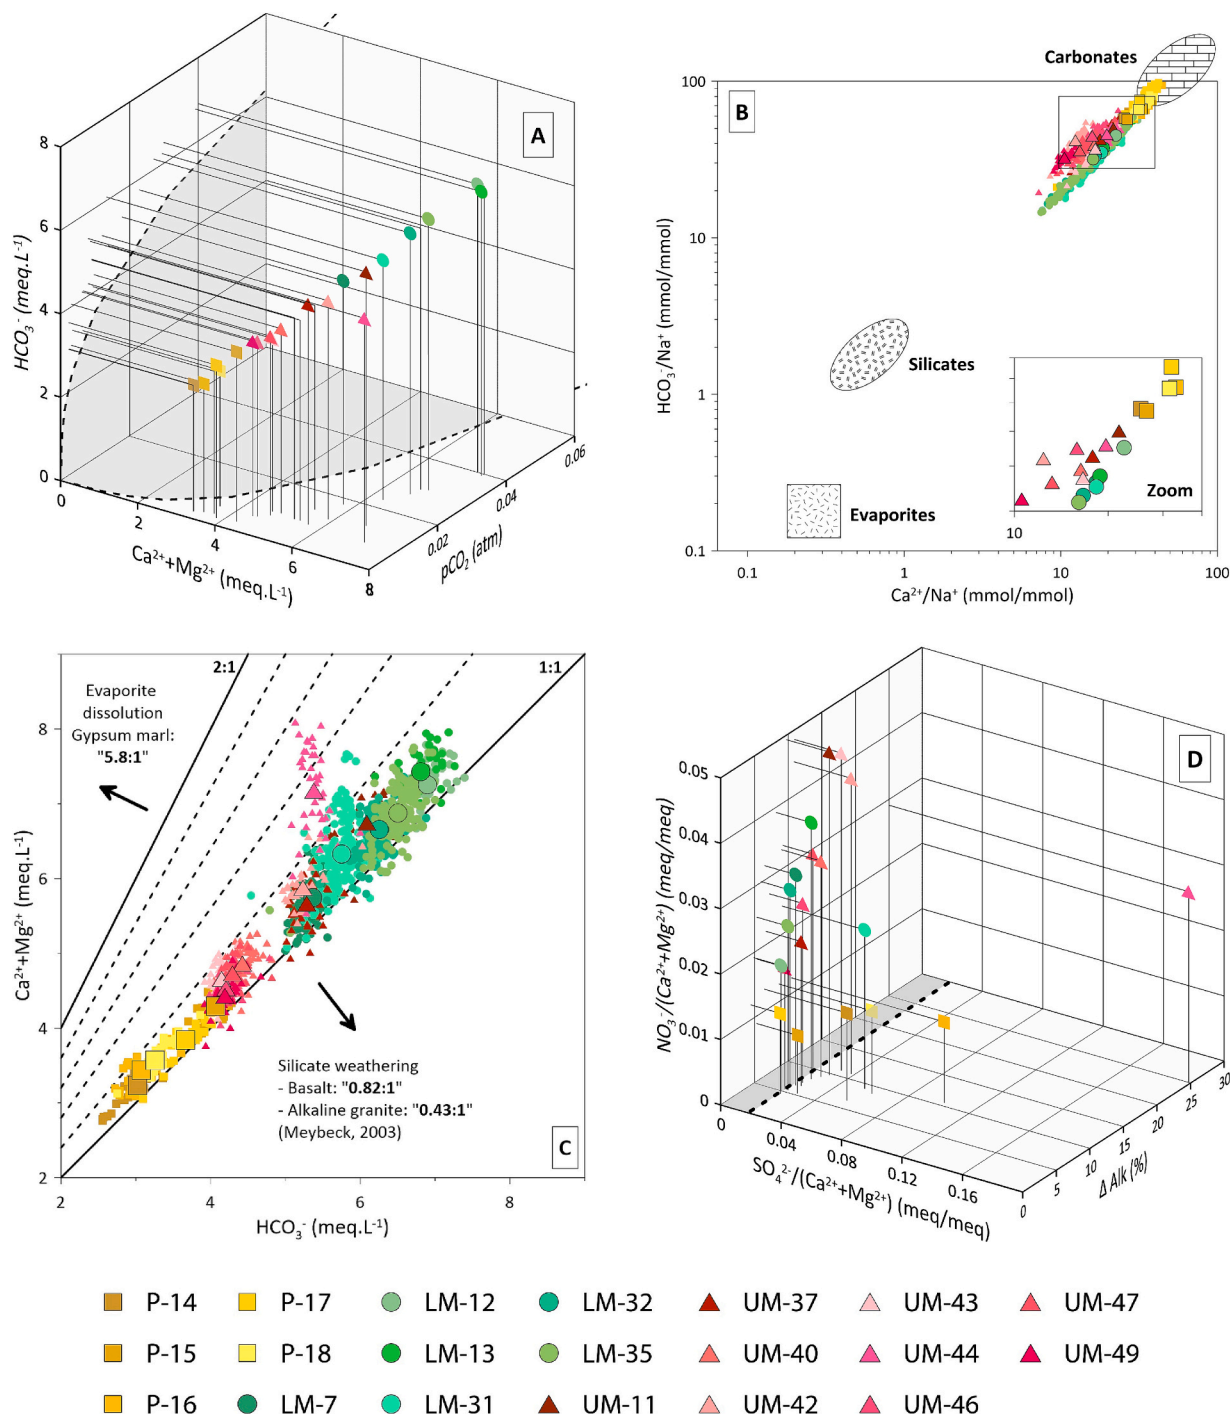 A
8
6
4
2
0
HCO₃⁻ (meq.L⁻¹)
0
2
4
6
8
Ca²⁺+Mg²⁺ (meq.L⁻¹)
0.02
0.04
0.06
pCO₂ (atm)
B
Carbonates
Silicates
Evaporites
Zoom
10
100
10
1
0.1
HCO₃⁻/Na⁺ (mmol/mmol)
0.1
1
10
100
Ca²⁺/Na⁺ (mmol/mmol)
C
2:1
1:1
Evaporite
dissolution
Gypsum marl:
"5.8:1"
Silicate weathering
- Basalt: "0.82:1"
- Alkaline granite: "0.43:1"
(Meybeck, 2003)
8
6
4
2
Ca²⁺+Mg²⁺ (meq.L⁻¹)
2
4
6
8
HCO₃⁻ (meq.L⁻¹)
D
0.05
0.04
0.03
0.02
0.01
0
NO₃⁻/(Ca²⁺+Mg²⁺) (meq/meq)
0
0.04
0.08
0.12
0.16
SO₄²⁻/(Ca²⁺+Mg²⁺) (meq/meq)
0
5
10
15
20
25
30
Δ Alk (%)
P-14 P-17 LM-12 LM-32 UM-37 UM-43 UM-47
P-15 P-18 LM-13 LM-35 UM-40 UM-44 UM-49
P-16 LM-7 LM-31 UM-11 UM-42 UM-46